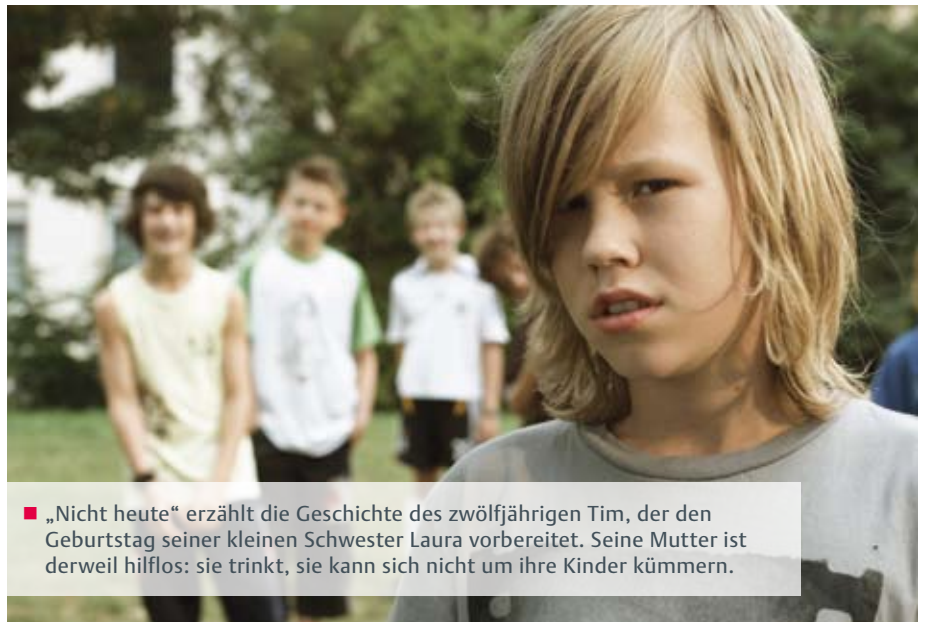 „Nicht heute“ erzählt die Geschichte des zwölfjährigen Tim, der den
Geburtstag seiner kleinen Schwester Laura vorbereitet. Seine Mutter ist
derweil hilflos: sie trinkt, sie kann sich nicht um ihre Kinder kümmern.